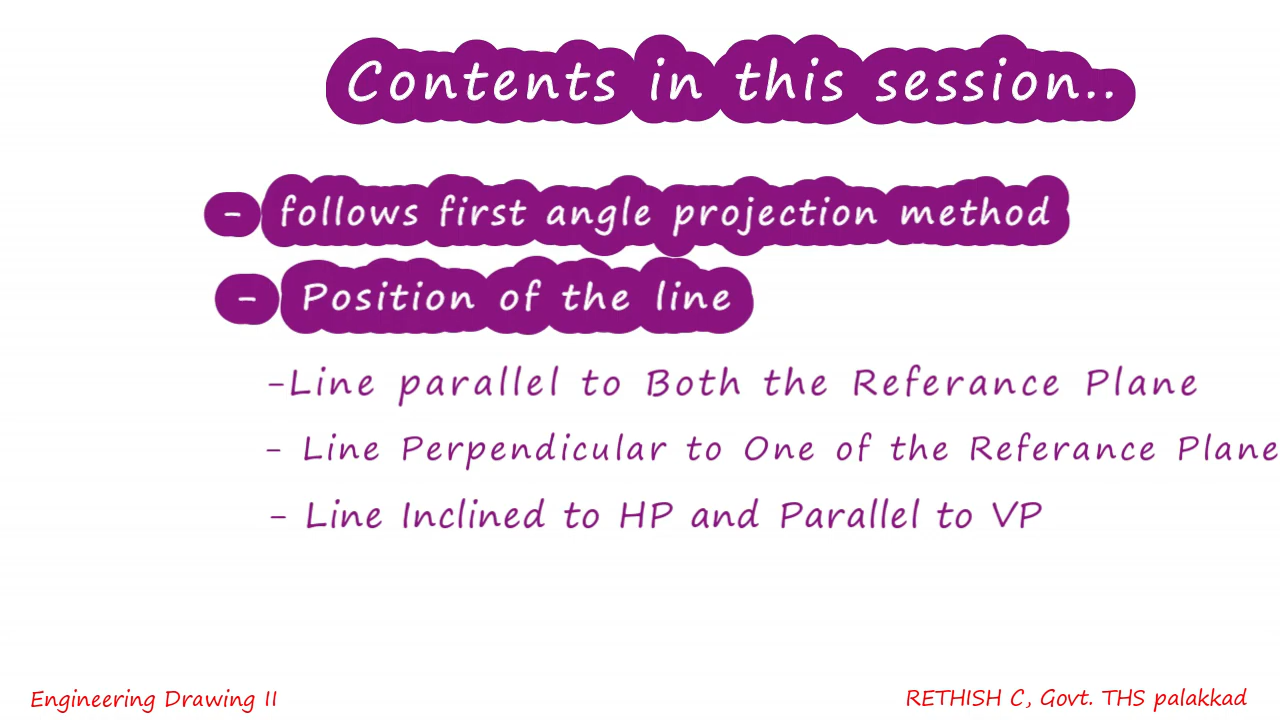 Contents in this session..
- follows first angle projection method
- Position of the line
-Line parallel to Both the Referance Plane
- Line Perpendicular to One of the Referance Plane
- Line Inclined to HP and Parallel to VP
Engineering Drawing II
RETHISH C, Govt. THS palakkad